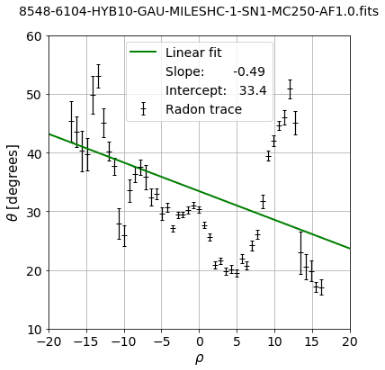 8548-6104-HYB10-GAU-MILESHC-1-SN1-MC250-AF1.0.fits
60
50
40
30
20
10
θ [degrees]
Linear fit
Slope: -0.49
Intercept: 33.4
Radon trace
−20 −15 −10 −5 0 5 10 15 20
ρ